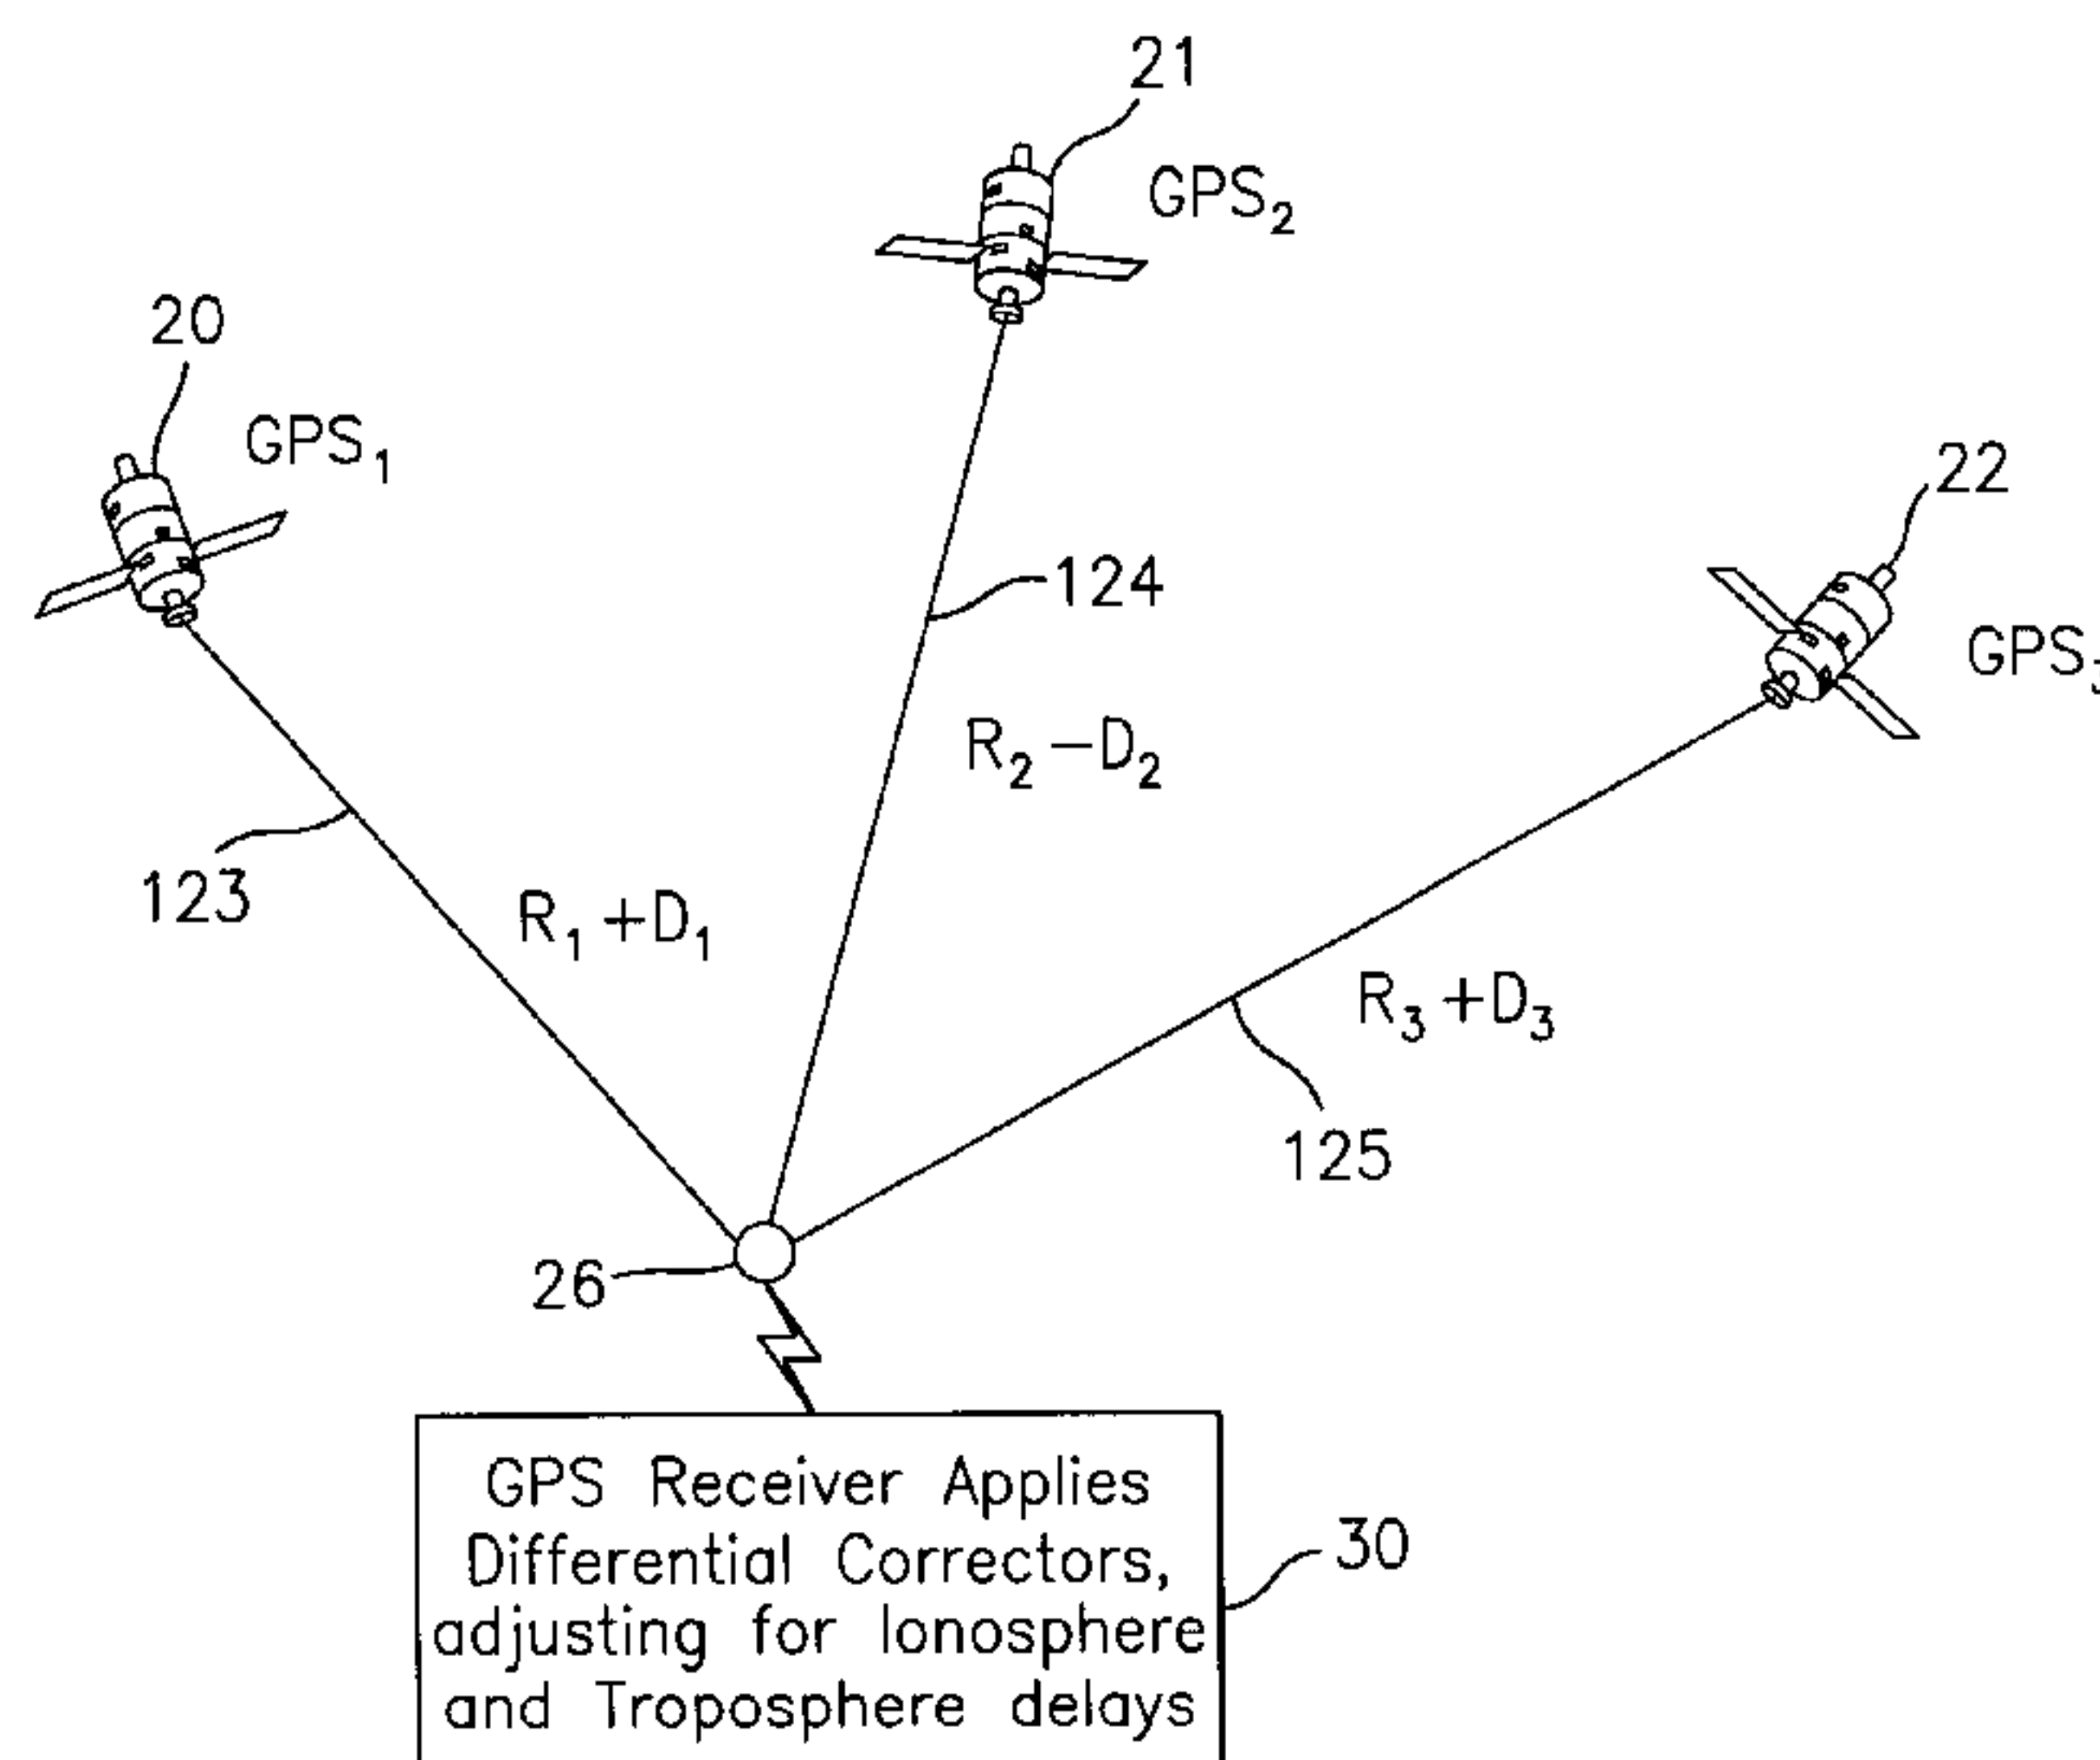 21
GPS2
20
GPS1
22
GPS
124
R2−D2
123
R1+D1
R3+D3
125
26
GPS Receiver Applies
Differential Correctors,
adjusting for Ionosphere
and Troposphere delays
30